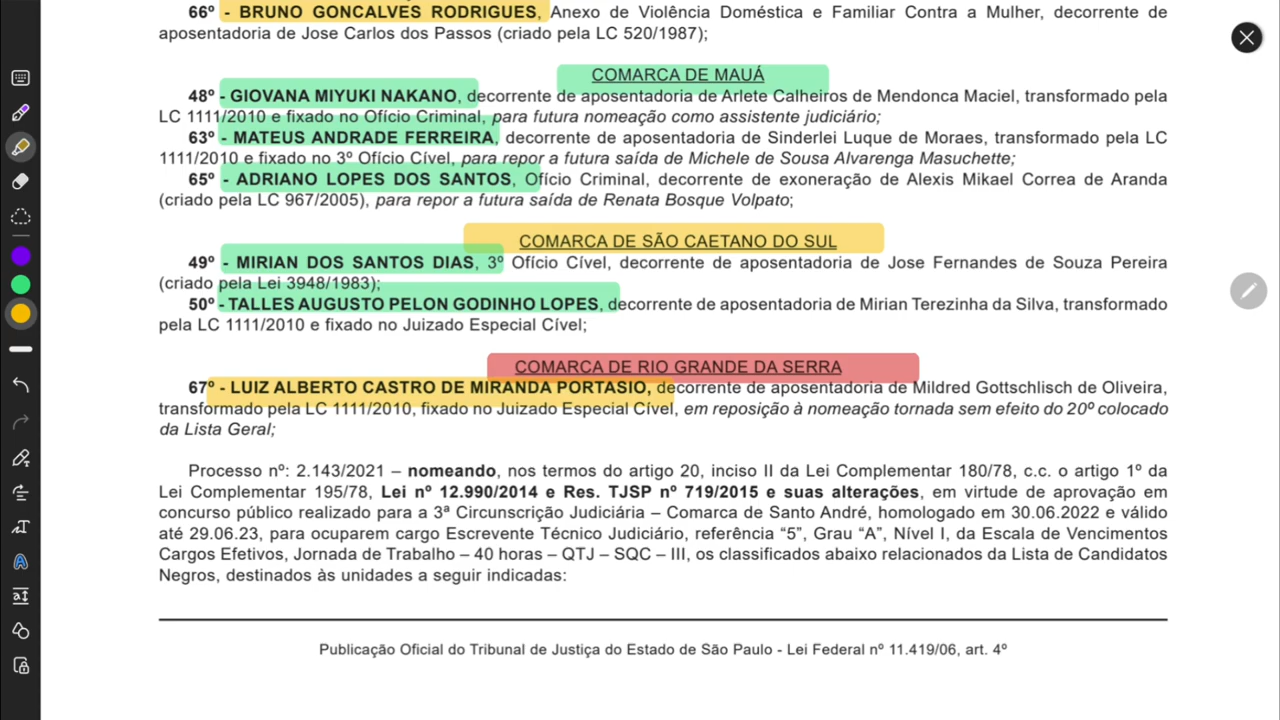 66º - BRUNO GONCALVES RODRIGUES, Anexo de Violência Doméstica e Familiar Contra a Mulher, decorrente de
aposentadoria de Jose Carlos dos Passos (criado pela LC 520/1987);
COMARCA DE MAUÁ
48º - GIOVANA MIYUKI NAKANO, decorrente de aposentadoria de Arlete Calheiros de Mendonca Maciel, transformado pela
LC 1111/2010 e fixado no Ofício Criminal, para futura nomeação como assistente judiciário;
63º - MATEUS ANDRADE FERREIRA, decorrente de aposentadoria de Sinderlei Luque de Moraes, transformado pela LC
1111/2010 e fixado no 3º Ofício Cível, para repor a futura saída de Michele de Sousa Alvarenga Masuchette;
65º - ADRIANO LOPES DOS SANTOS, Ofício Criminal, decorrente de exoneração de Alexis Mikael Correa de Aranda
(criado pela LC 967/2005), para repor a futura saída de Renata Bosque Volpato;
COMARCA DE SÃO CAETANO DO SUL
49º - MIRIAN DOS SANTOS DIAS, 3º Ofício Cível, decorrente de aposentadoria de Jose Fernandes de Souza Pereira
(criado pela Lei 3948/1983);
50º - TALLES AUGUSTO PELON GODINHO LOPES, decorrente de aposentadoria de Mirian Terezinha da Silva, transformado
pela LC 1111/2010 e fixado no Juizado Especial Cível;
COMARCA DE RIO GRANDE DA SERRA
67º - LUIZ ALBERTO CASTRO DE MIRANDA PORTASIO, decorrente de aposentadoria de Mildred Gottschlisch de Oliveira,
transformado pela LC 1111/2010, fixado no Juizado Especial Cível, em reposição à nomeação tornada sem efeito do 20º colocado
da Lista Geral;
Processo nº: 2.143/2021 – nomeando, nos termos do artigo 20, inciso II da Lei Complementar 180/78, c.c. o artigo 1º da
Lei Complementar 195/78, Lei nº 12.990/2014 e Res. TJSP nº 719/2015 e suas alterações, em virtude de aprovação em
concurso público realizado para a 3ª Circunscrição Judiciária – Comarca de Santo André, homologado em 30.06.2022 e válido
até 29.06.23, para ocuparem cargo Escrevente Técnico Judiciário, referência “5”, Grau “A”, Nível I, da Escala de Vencimentos
Cargos Efetivos, Jornada de Trabalho – 40 horas – QTJ – SQC – III, os classificados abaixo relacionados da Lista de Candidatos
Negros, destinados às unidades a seguir indicadas:
Publicação Oficial do Tribunal de Justiça do Estado de São Paulo - Lei Federal nº 11.419/06, art. 4º